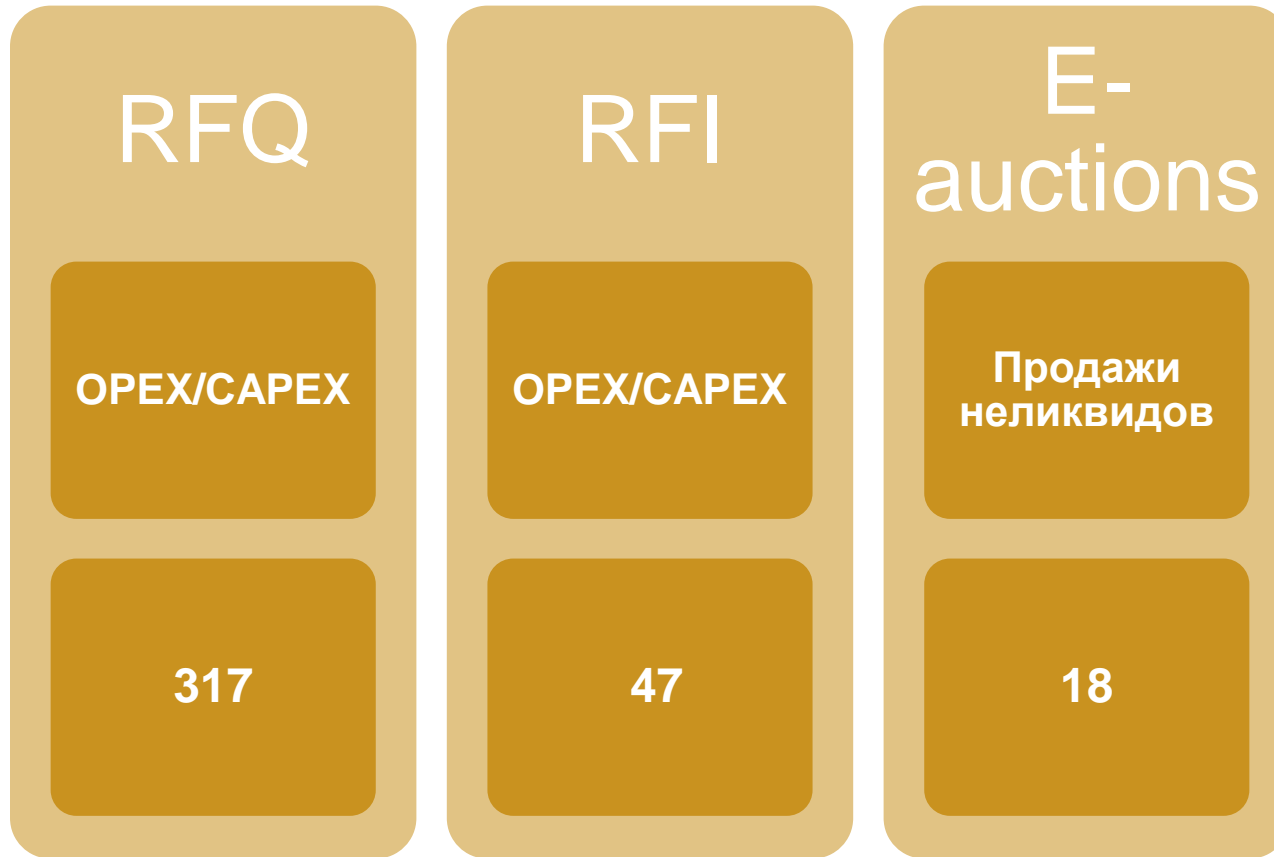 RFQ
OPEX/CAPEX
317
RFI
OPEX/CAPEX
47
E-
auctions
Продажи
неликвидов
18